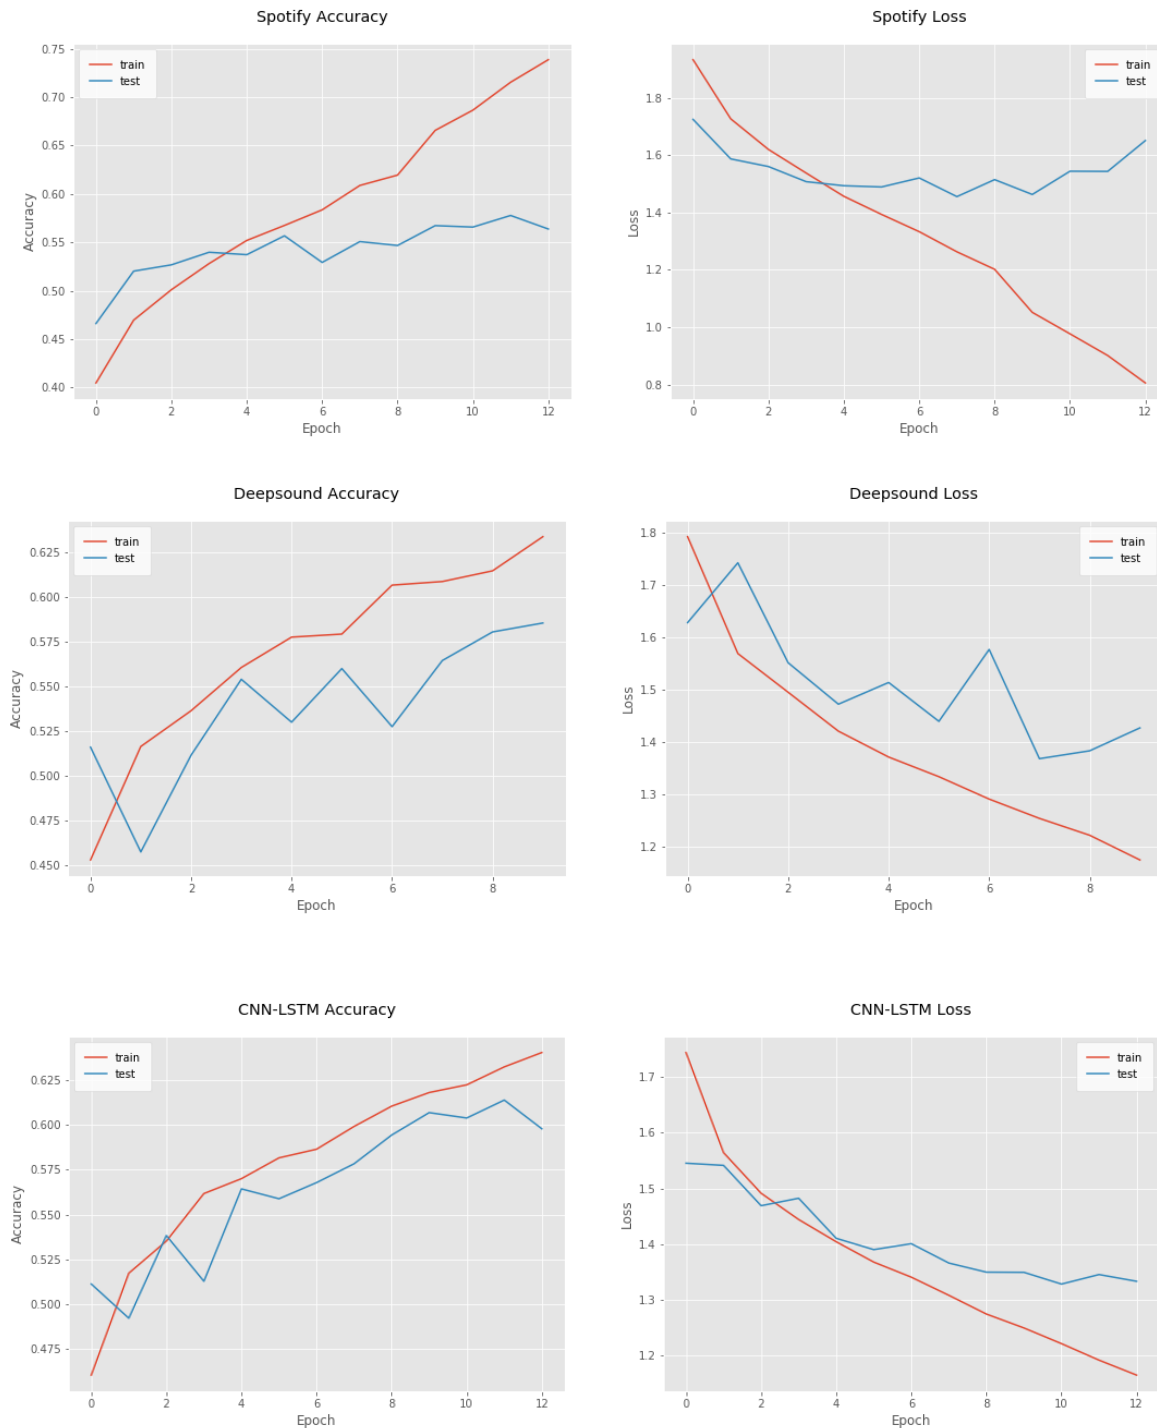 Spotify Accuracy
0.75
0.70
0.65
0.60
0.55
0.50
0.45
0.40
Accuracy
train
test
0 2 4 6 8 10 12
Epoch
Spotify Loss
1.8
1.6
1.4
1.2
1.0
0.8
Loss
train
test
0 2 4 6 8 10 12
Epoch
Deepsound Accuracy
0.625
0.600
0.575
0.550
0.525
0.500
0.475
0.450
Accuracy
train
test
0 2 4 6 8
Epoch
Deepsound Loss
1.8
1.7
1.6
1.5
1.4
1.3
1.2
Loss
train
test
0 2 4 6 8
Epoch
CNN-LSTM Accuracy
0.625
0.600
0.575
0.550
0.525
0.500
0.475
Accuracy
train
test
0 2 4 6 8 10 12
Epoch
CNN-LSTM Loss
1.7
1.6
1.5
1.4
1.3
1.2
Loss
train
test
0 2 4 6 8 10 12
Epoch